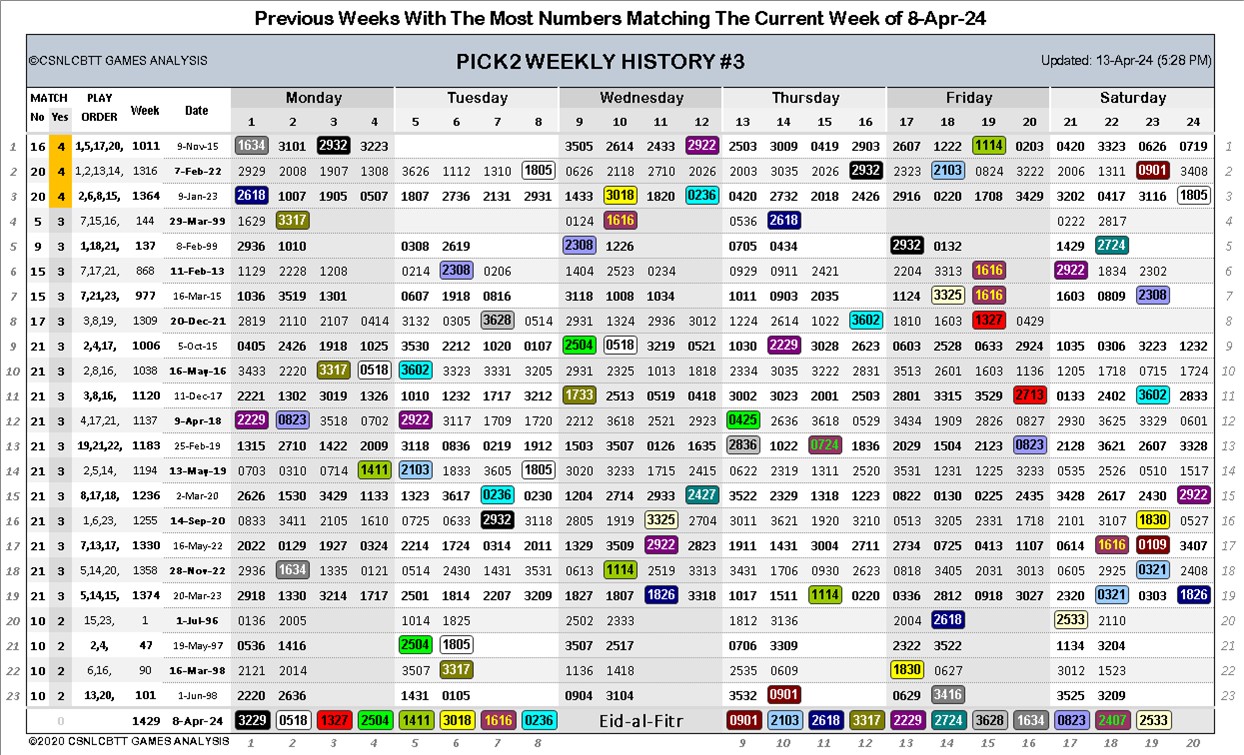 Previous Weeks With The Most Numbers Matching The Current Week of 8-Apr-24
©CSNLCBTT GAMES ANALYSIS PICK2 WEEKLY HISTORY #3 Updated: 13-Apr-24 (5:28 PM)
MATCH PLAY Week Date Monday Tuesday Wednesday Thursday Friday Saturday
No Yes ORDER 1 2 3 4 5 6 7 8 9 10 11 12 13 14 15 16 17 18 19 20 21 22 23 24
1 16 4 1,5,17,20, 1011 9-Nov-15 1634 3101 2932 3223 3505 2614 2433 2922 2503 3009 0419 2903 2607 1222 1114 0203 0420 3323 0626 0719 1
2 20 4 1,2,13,14, 1316 7-Feb-22 2929 2008 1907 1308 3626 1112 1310 1805 0626 2118 2710 2026 2003 3035 2026 2932 2323 2103 0824 3222 2006 1311 0901 3408 2
3 20 4 2,6,8,15, 1364 9-Jan-23 2618 1007 1905 0507 1807 2736 2131 2931 1433 3018 1820 0236 0420 2732 2018 2426 2916 0220 1708 3429 3202 0417 3116 1805 3
4 5 3 7,15,16, 144 29-Mar-99 1629 3317 0124 1616 0536 2618 0222 2817 4
5 9 3 1,18,21, 137 8-Feb-99 2936 1010 0308 2619 2308 1226 0705 0434 2932 0132 1429 2724 5
6 15 3 7,17,21, 868 11-Feb-13 1129 2228 1208 0214 2308 0206 1404 2523 0234 0929 0911 2421 2204 3313 1616 2922 1834 2302 6
7 15 3 7,21,23, 977 16-Mar-15 1036 3519 1301 0607 1918 0816 3118 1008 1034 1011 0903 2035 1124 3325 1616 1603 0809 2308 7
8 17 3 3,8,19, 1309 20-Dec-21 2819 2110 2107 0414 3132 0305 3628 0514 2931 1324 2936 3012 1224 2614 1022 3602 1810 1603 1327 0429 8
9 21 3 2,4,17, 1006 5-Oct-15 0405 2426 1918 1025 3530 2212 1020 0107 2504 0518 3219 0521 1030 2229 3028 2623 0603 2528 0633 2924 1035 0306 3223 1232 9
10 21 3 2,8,16, 1038 16-May-16 3433 2220 3317 0518 3602 3323 3331 3205 2931 2325 1013 1818 2334 3035 3222 2831 3513 2601 1603 1136 1205 1718 0715 1724 10
11 21 3 3,8,16, 1120 11-Dec-17 2221 1302 3019 1326 1010 1232 1717 3212 1733 2513 0519 0418 3002 3023 2001 2503 2801 3315 3529 2713 0133 2402 3602 2833 11
12 21 3 4,17,21, 1137 9-Apr-18 2229 0823 3518 0702 2922 3117 1709 1720 2212 3618 2521 2923 0425 2636 3618 0529 3434 1909 2826 0827 2930 3625 3329 0601 12
13 21 3 19,21,22, 1183 25-Feb-19 1315 2710 1422 2009 3118 0836 0219 1912 1503 3507 0126 1635 2836 1022 0724 1836 2029 1504 2123 0823 2128 3621 2607 3328 13
14 21 3 2,5,14, 1194 13-May-19 0703 0310 0714 1411 2103 1833 3605 1805 3020 3233 1715 2415 0622 2319 1311 2520 3531 1231 1225 3233 0535 2526 0510 1517 14
15 21 3 8,17,18, 1236 2-Mar-20 2626 1530 3429 1133 1323 3617 0236 0230 1204 2714 2933 2427 3522 2329 1318 1223 0822 0130 0225 2435 3428 2617 2430 2922 15
16 21 3 1,6,23, 1255 14-Sep-20 0833 3411 2105 1610 0725 0633 2932 3118 2805 1919 3325 2704 3011 3621 1920 3210 0513 3205 2331 1718 2101 3107 1830 0527 16
17 21 3 7,13,17, 1330 16-May-22 2022 0129 1927 0324 2214 1724 0314 2011 1329 3509 2922 2823 1911 1431 3004 2711 2734 0725 0413 1107 0614 1616 0109 3407 17
18 21 3 5,14,20, 1358 28-Nov-22 2936 1634 1335 0121 0514 2430 1431 3531 0613 1114 2519 3313 3431 1706 0930 2623 0818 3405 2031 3013 0605 2925 0321 2408 18
19 21 3 5,14,15, 1374 20-Mar-23 2918 1330 3214 1717 2501 1814 2207 3209 1827 1807 1826 3318 1017 1511 1114 0220 0336 2812 0918 3027 2320 0321 0303 1826 19
20 10 2 15,23, 1 1-Jul-96 0136 2005 1014 1825 2502 2333 1812 3136 2004 2618 2533 2110 20
21 10 2 2,4, 47 19-May-97 0536 1416 2504 1805 3507 2517 0706 3309 2322 3522 1134 3204 21
22 10 2 6,16, 90 16-Mar-98 2121 2014 3507 3317 1136 1418 2535 0609 1830 0627 3012 1523 22
23 10 2 13,20, 101 1-Jun-98 2220 2636 1431 0105 0904 3104 3532 0901 0629 3416 3525 3209 23
0 1429 8-Apr-24 3229 0518 1327 2504 1411 3018 1616 0236 Eid-al-Fitr 0901 2103 2618 3317 2229 2724 3628 1634 0823 2407 2533
©2020 CSNLCBTT GAMES ANALYSIS 1 2 3 4 5 6 7 8 9 10 11 12 13 14 15 16 17 18 19 20